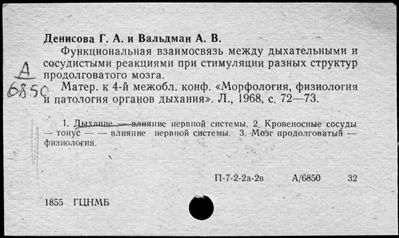 Денисова Г. А. и Вальдман А. В.
Функциональная взаимосвязь между дыхательными и
сосудистыми реакциями при стимуляции разных структур
продолговатого мозга.
А
6850
Матер. к 4-й межобл. конф. «Морфология, физиология
и патология органов дыхания». Л., 1968, с. 72—73.
1. Дыхание — влияние нервной системы. 2. Кровеносные сосуды
— тонус — — влияние нервной системы. 3. Мозг продолговатый —
физиология.
П-7-2-2а-2в А/6850 32
1855 ГЦНМБ